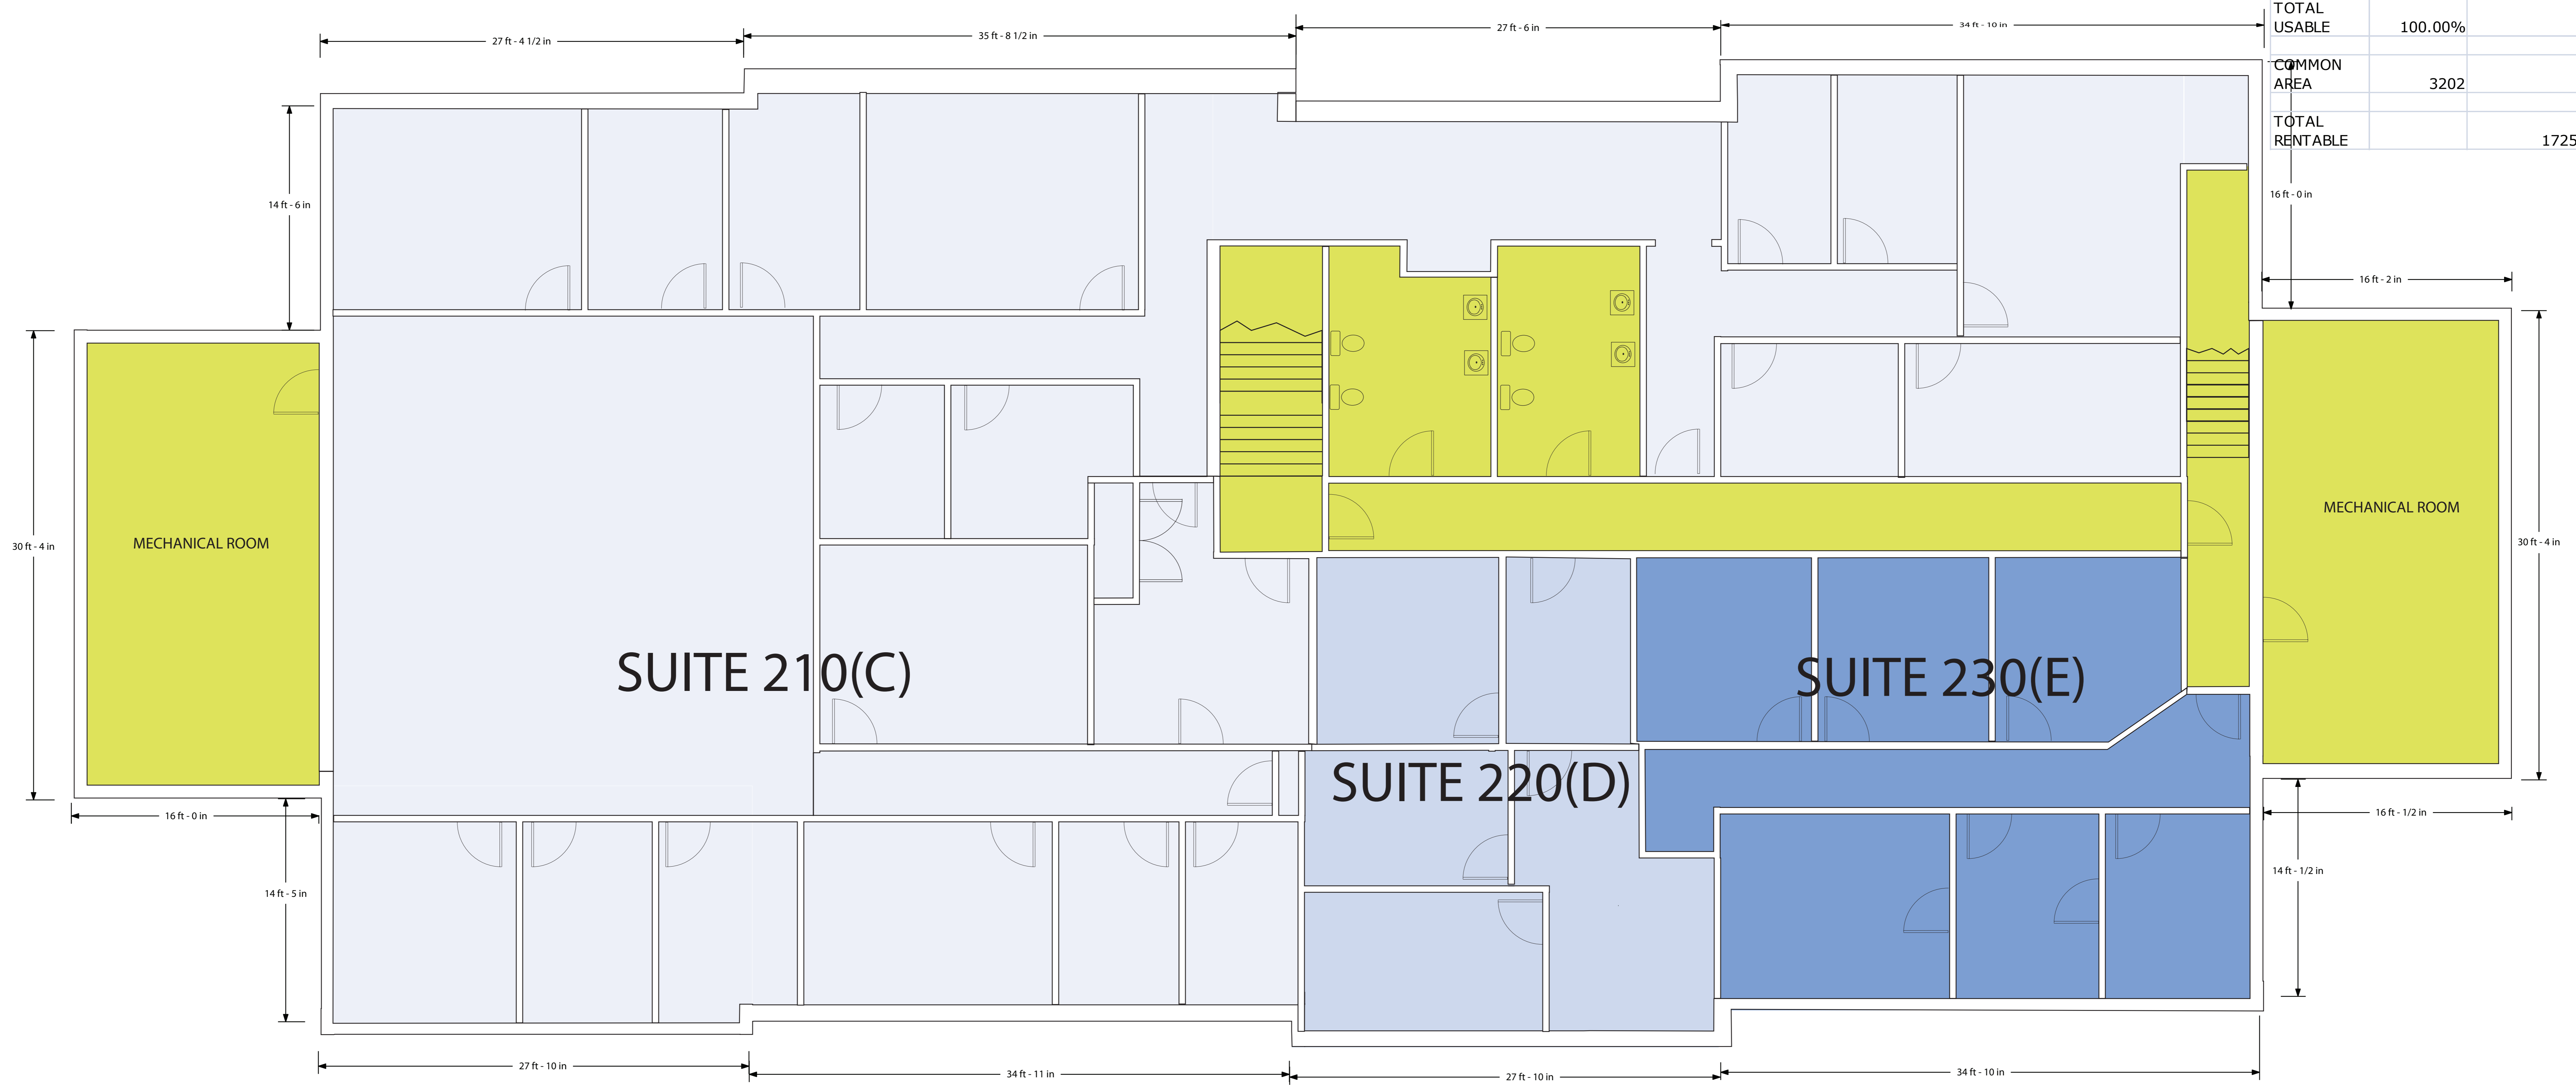 27 ft - 4 1/2 in
35 ft - 8 1/2 in
27 ft - 6 in
34 ft - 10 in
TOTAL
USABLE 100.00%
COMMON
AREA 3202
TOTAL
RENTABLE 1725
14 ft - 6 in
16 ft - 0 in
16 ft - 2 in
MECHANICAL ROOM
MECHANICAL ROOM
30 ft - 4 in
30 ft - 4 in
SUITE 210(C)
SUITE 230(E)
SUITE 220(D)
16 ft - 0 in
16 ft - 1/2 in
14 ft - 5 in
14 ft - 1/2 in
27 ft - 10 in
34 ft - 11 in
27 ft - 10 in
34 ft - 10 in